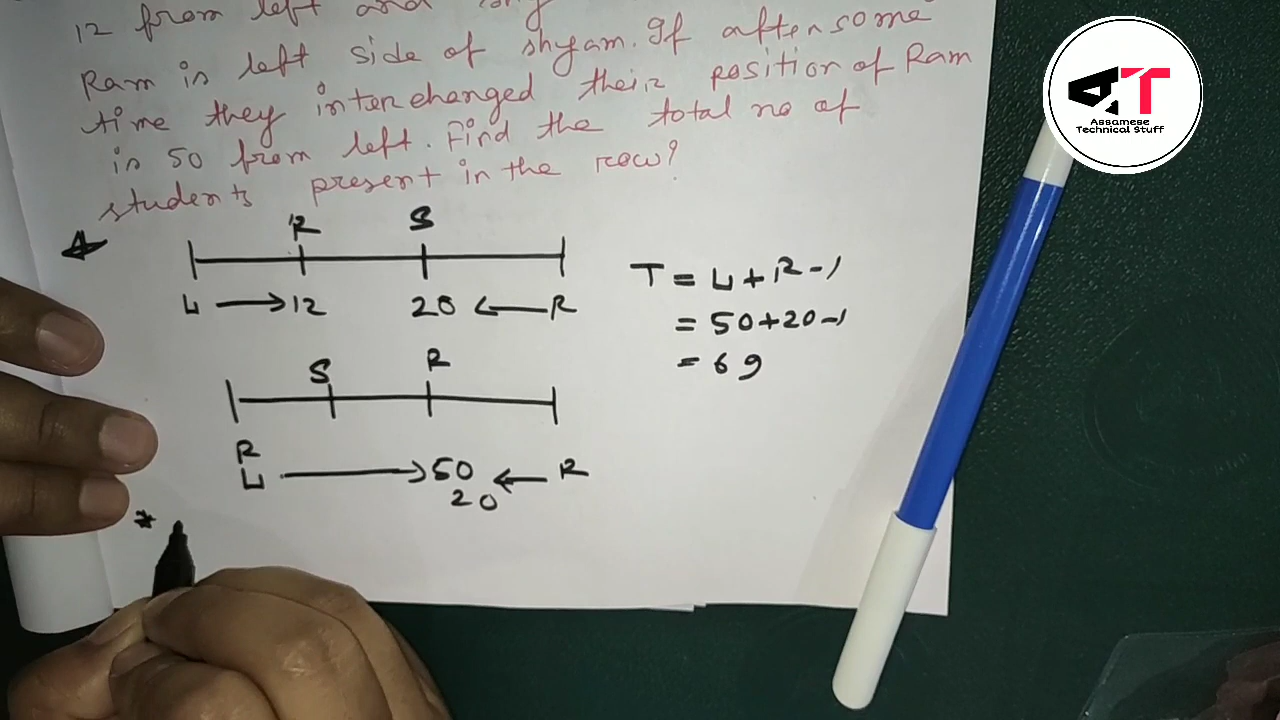 12 from left and
Ram is left side of shyam. If after some
time they interchanged their position of Ram
is 50 from left. Find the total no of
students present in the row?
R S
L → 12 20 ← R
T = L + R - 1
= 50 + 20 - 1
= 69
S R
R
L → 50 ← R
20
*
AT
Assamese
Technical Stuff